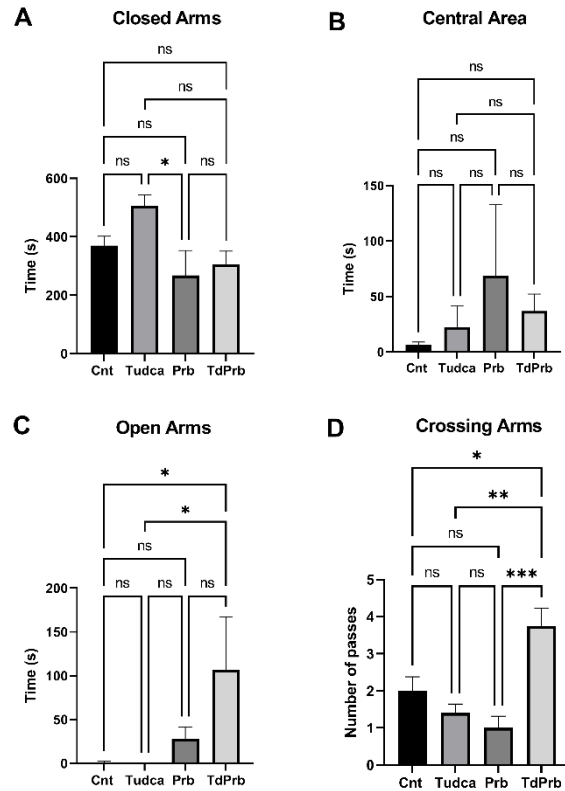 A
Closed Arms
ns
ns
ns
ns * ns
600
400
200
0
Time (s)
Cnt Tudca Prb TdPrb
B
Central Area
ns
ns
ns
ns ns ns
150
100
50
0
Time (s)
Cnt Tudca Prb TdPrb
C
Open Arms
*
*
ns
ns ns ns
200
150
100
50
0
Time (s)
Cnt Tudca Prb TdPrb
D
Crossing Arms
*
**
ns
ns ns ***
5
4
3
2
1
0
Number of passes
Cnt Tudca Prb TdPrb